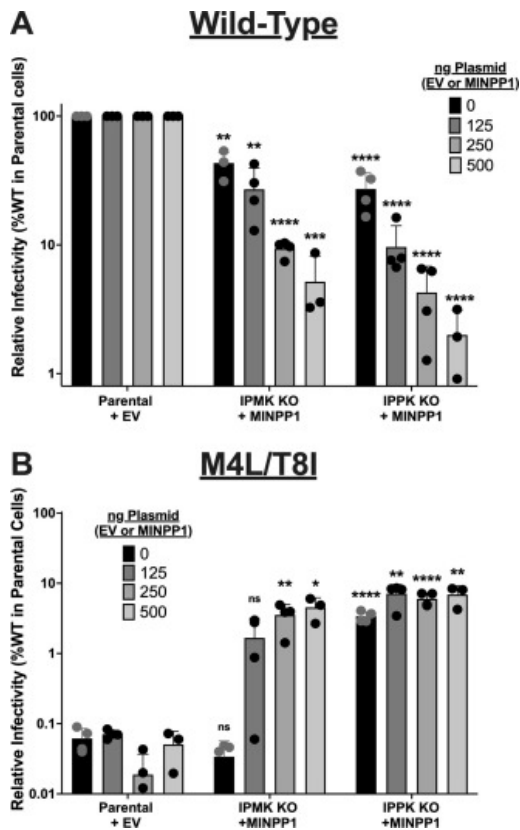 A
Wild-Type
Relative Infectivity (%WT in Parental cells)
100
10
1
ng Plasmid
(EV or MINPP1)
0
125
250
500
**
**
****
***
****
****
****
****
Parental
+ EV
IPMK KO
+ MINPP1
IPPK KO
+ MINPP1
B
M4L/T8I
Relative Infectivity (%WT in Parental Cells)
100
10
1
0.1
0.01
ng Plasmid
(EV or MINPP1)
0
125
250
500
ns
ns
**
*
****
**
****
**
Parental
+ EV
IPMK KO
+MINPP1
IPPK KO
+MINPP1